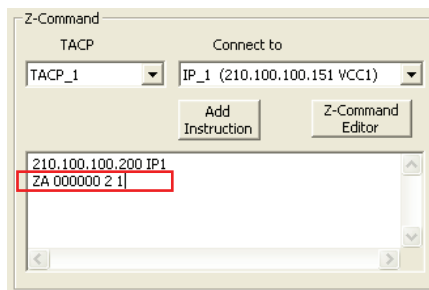 Z-Command
TACP Connect to
TACP_1 IP_1 (210.100.100.151 VCC1)
Add Instruction
Z-Command Editor
210.100.100.200 IP1
ZA 000000 2 1